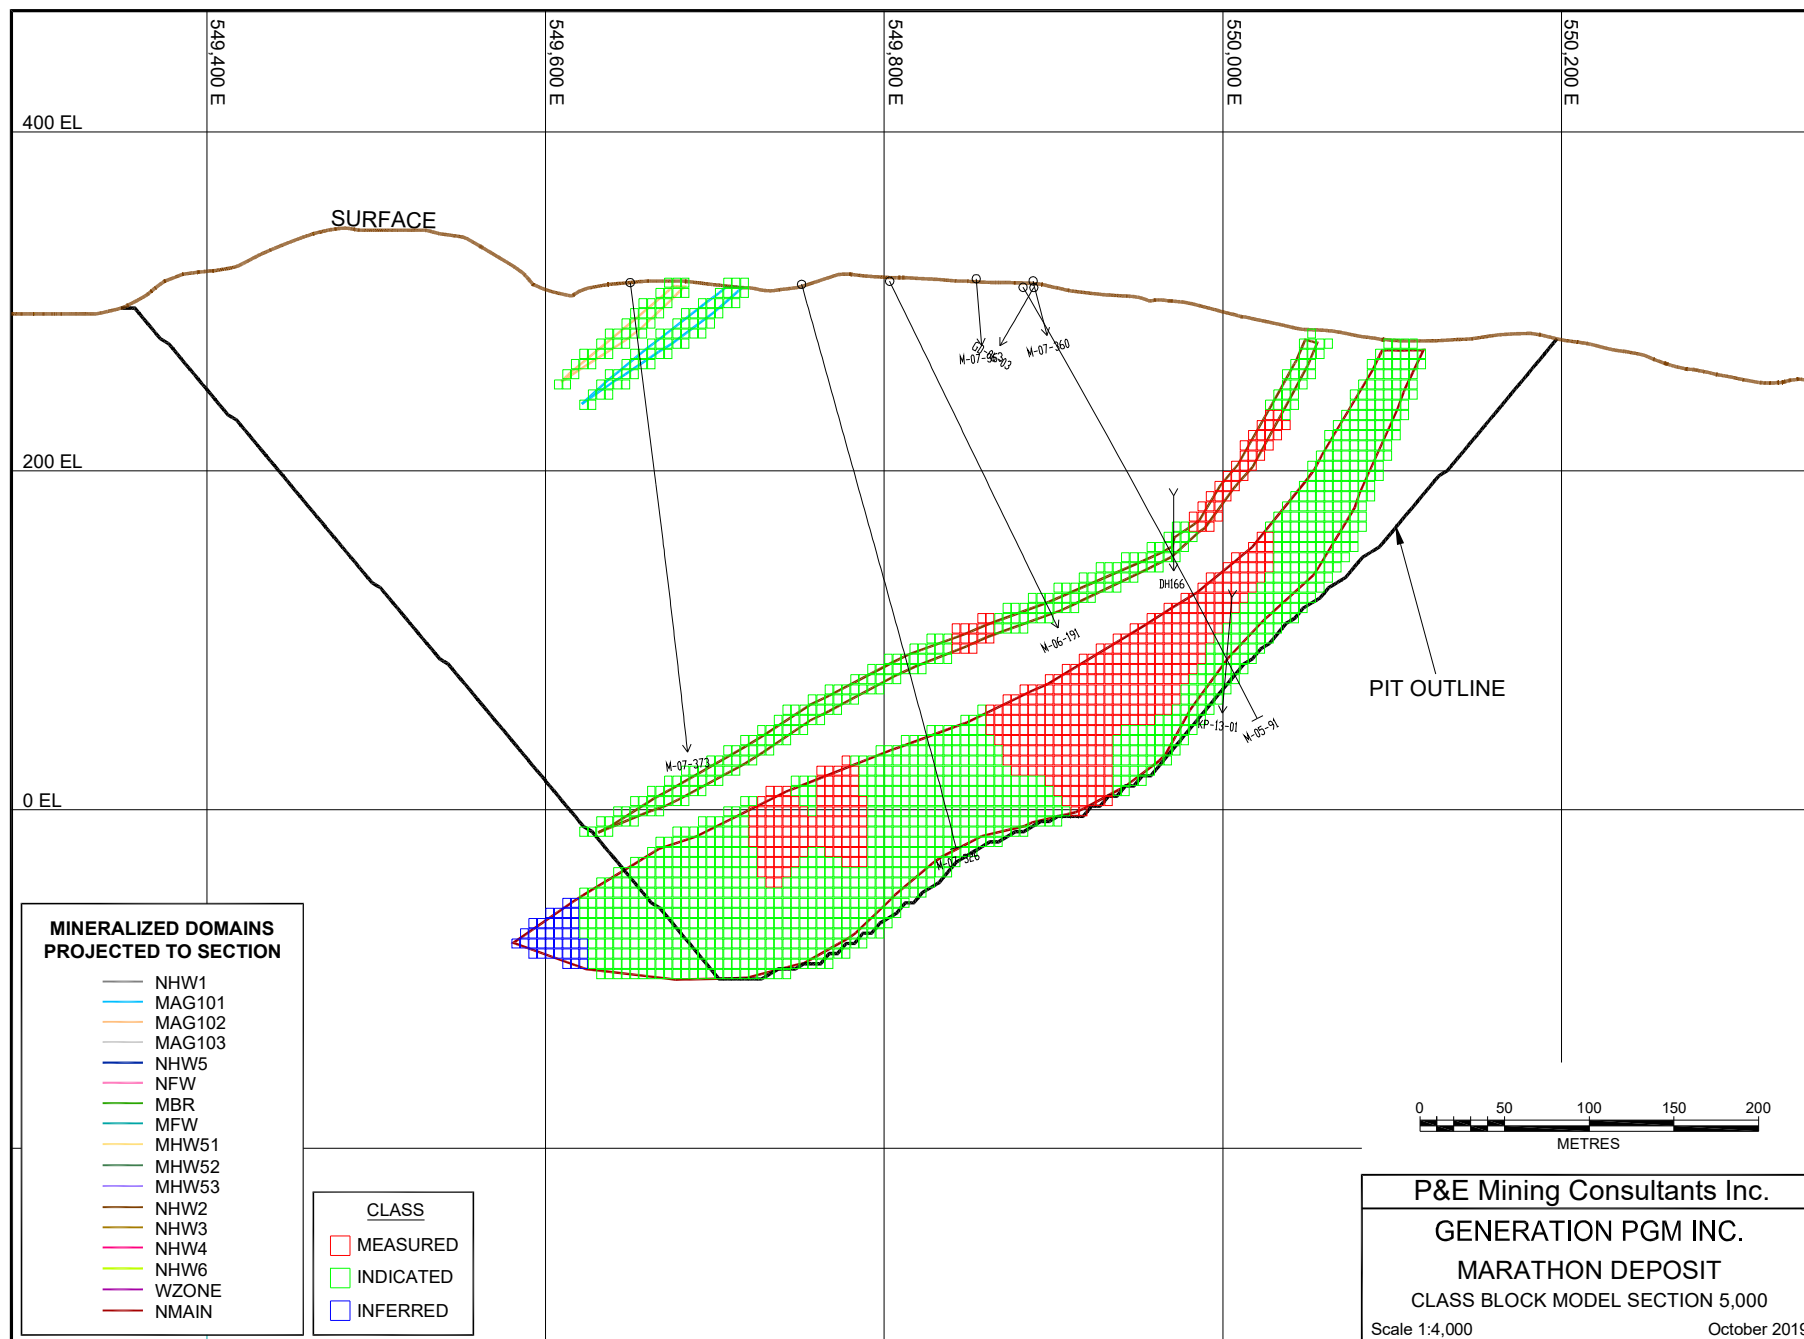 549,400 E
549,600 E
549,800 E
550,000 E
550,200 E
400 EL
SURFACE
M-07-360
200 EL
DH166
M-06-191
PIT OUTLINE
KP-13-01
M-05-91
M-07-373
0 EL
M-07-326
MINERALIZED DOMAINS
PROJECTED TO SECTION
NHW1
MAG101
MAG102
MAG103
NHW5
NFW
MBR
MFW
MHW51
MHW52
MHW53
NHW2
NHW3
NHW4
NHW6
WZONE
NMAIN
CLASS
MEASURED
INDICATED
INFERRED
0 50 100 150 200
METRES
P&E Mining Consultants Inc.
GENERATION PGM INC.
MARATHON DEPOSIT
CLASS BLOCK MODEL SECTION 5,000
Scale 1:4,000 October 2019